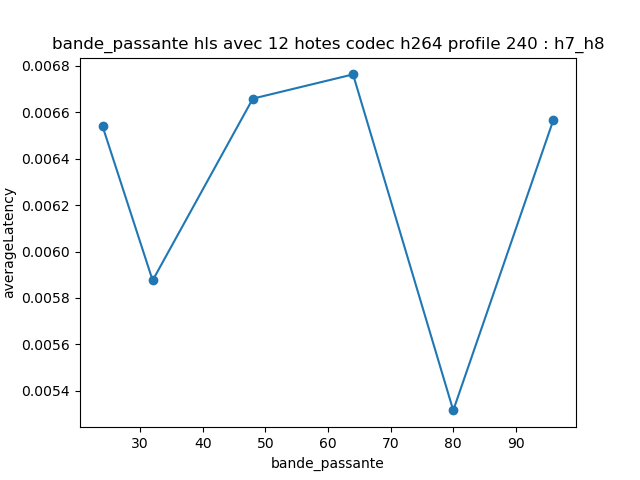 bande_passante hls avec 12 hotes codec h264 profile 240 : h7_h8
0.0068
0.0066
0.0064
0.0062
0.0060
0.0058
0.0056
0.0054
averageLatency
30 40 50 60 70 80 90
bande_passante